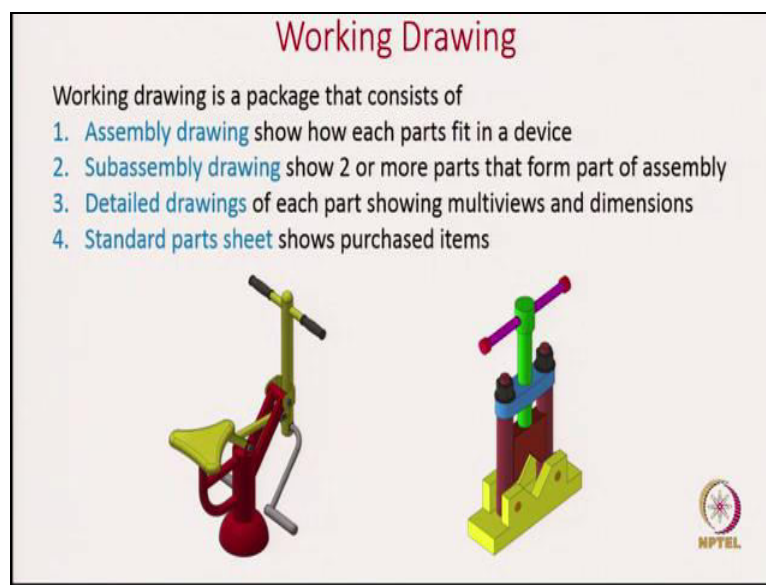 Working Drawing
Working drawing is a package that consists of
1. Assembly drawing show how each parts fit in a device
2. Subassembly drawing show 2 or more parts that form part of assembly
3. Detailed drawings of each part showing multiviews and dimensions
4. Standard parts sheet shows purchased items
NPTEL